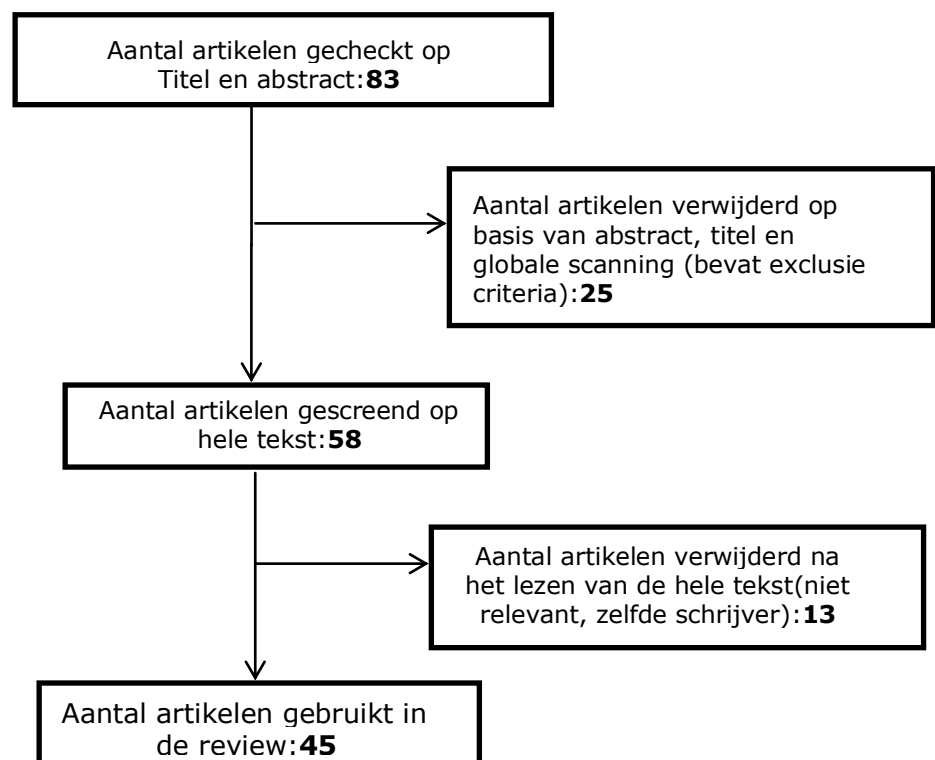 Aantal artikelen gecheckt op
Titel en abstract:83
Aantal artikelen verwijderd op
basis van abstract, titel en
globale scanning (bevat exclusie
criteria):25
Aantal artikelen gescreend op
hele tekst:58
Aantal artikelen verwijderd na
het lezen van de hele tekst(niet
relevant, zelfde schrijver):13
Aantal artikelen gebruikt in
de review:45